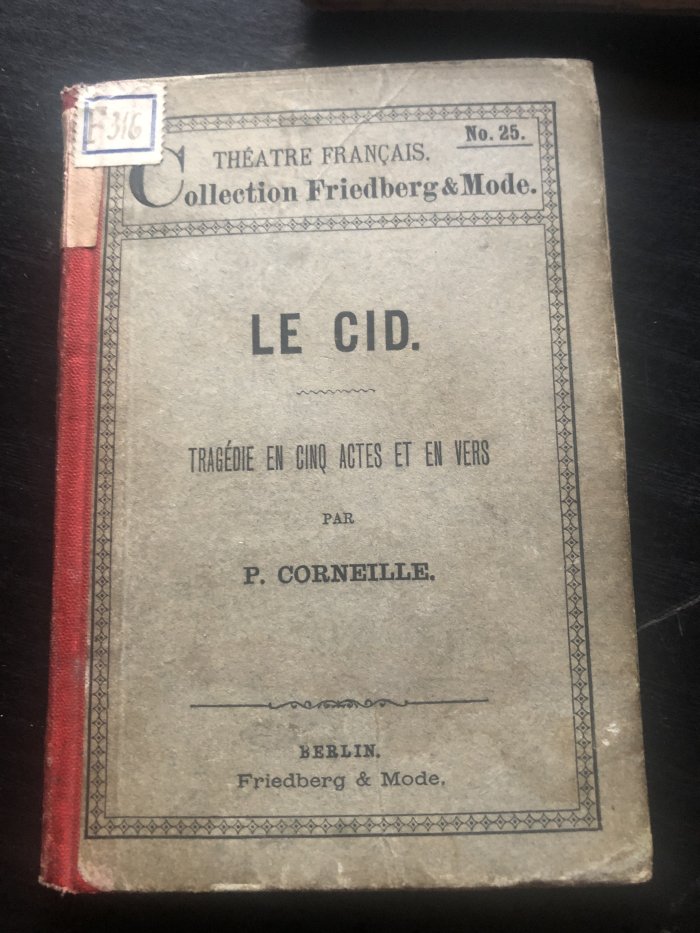 F 316
No. 25.
THÉATRE FRANÇAIS.
Collection Friedberg & Mode.
LE CID.
TRAGÉDIE EN CINQ ACTES ET EN VERS
PAR
P. CORNEILLE.
BERLIN.
Friedberg & Mode.